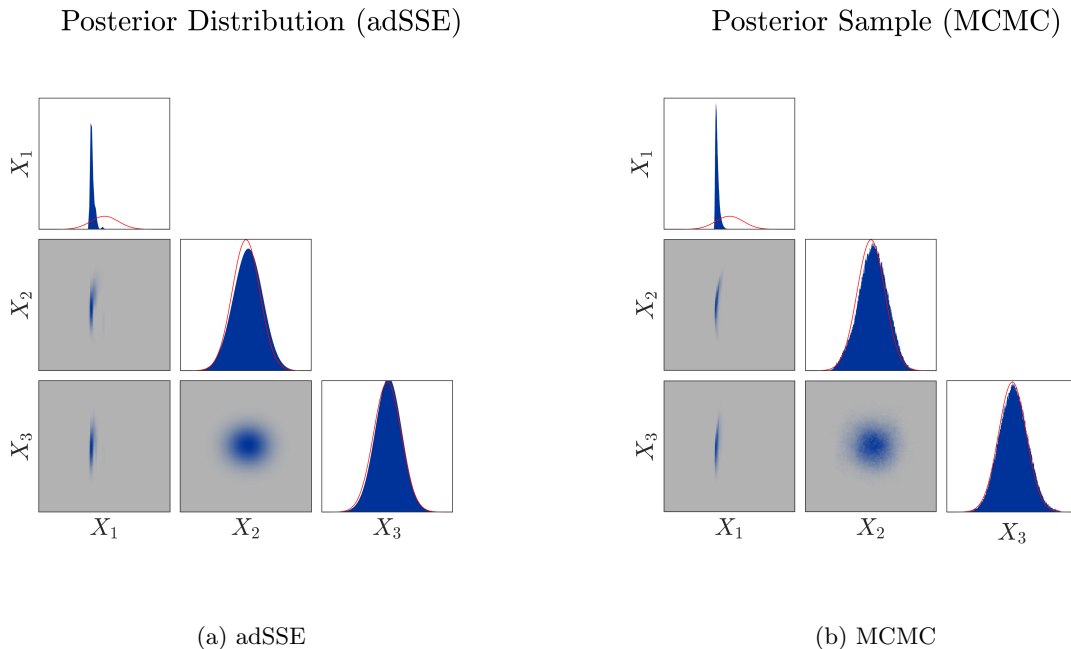 Posterior Distribution (adSSE)
X₁
X₂
X₃
X₁ X₂ X₃
(a) adSSE
Posterior Sample (MCMC)
X₁
X₂
X₃
X₁ X₂ X₃
(b) MCMC